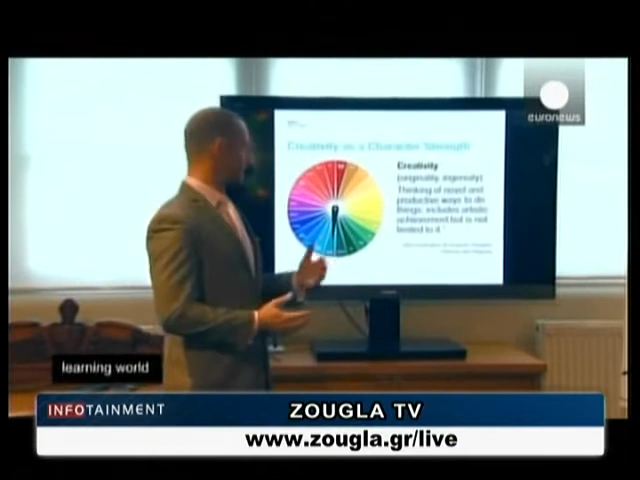 euronews
Creativity as a Character Strength
Creativity
(originality, ingenuity)
Thinking of novel and
productive ways to do
things; includes artistic
achievement but is not
limited to it
learning world
INFOTAINMENT
ZOUGLA TV
www.zougla.gr/live